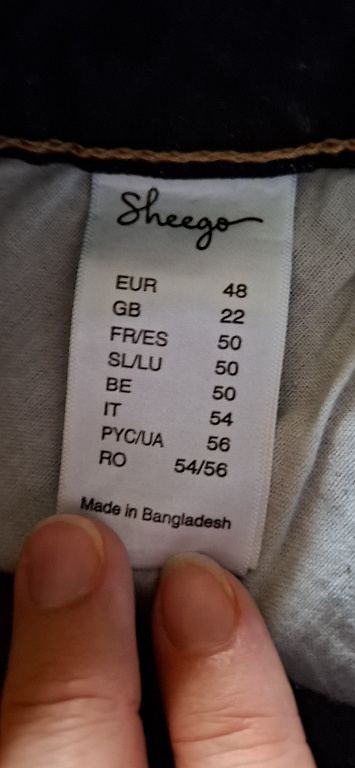 Sheego
EUR 48
GB 22
FR/ES 50
SL/LU 50
BE 50
IT 54
PYC/UA 56
RO 54/56
Made in Bangladesh